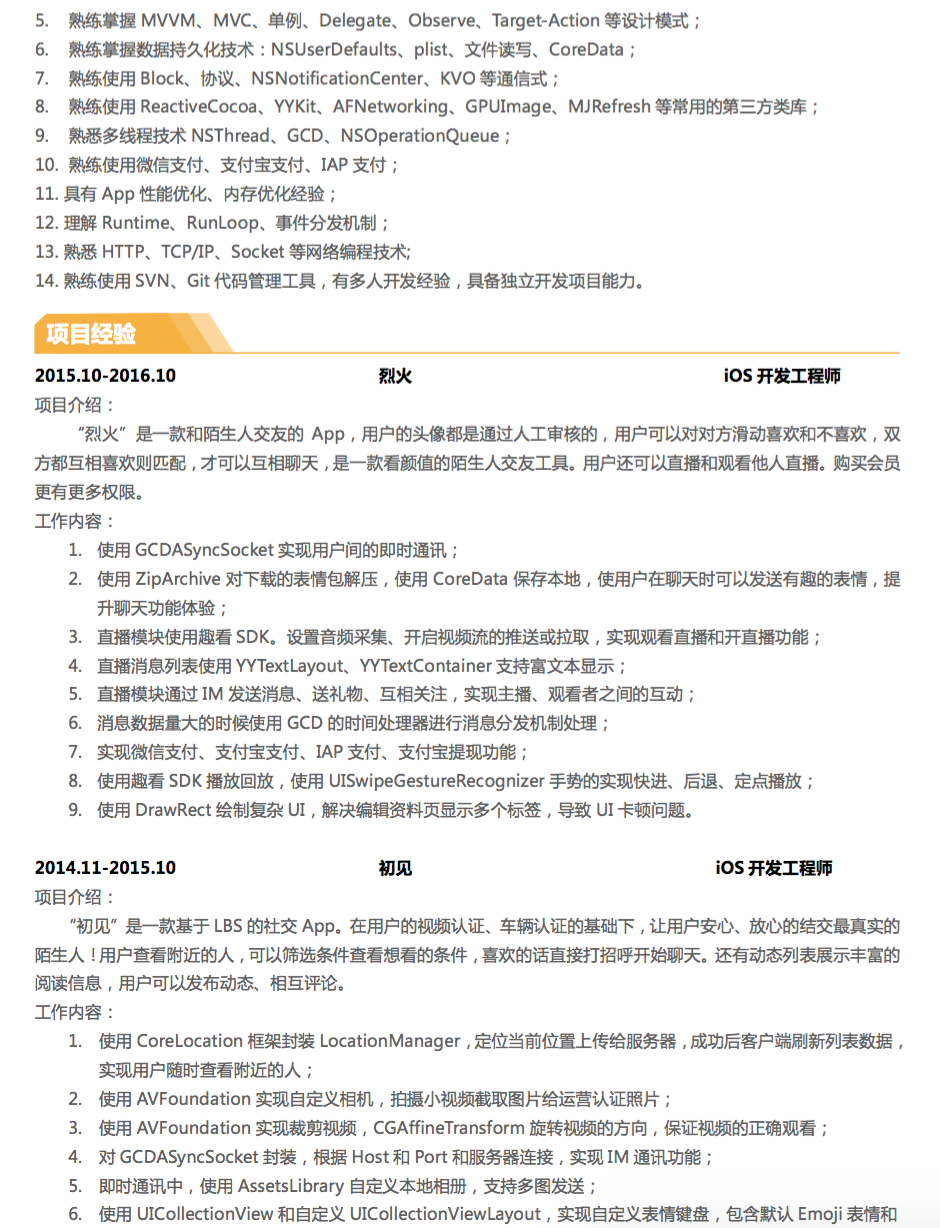 5. 熟练掌握 MVVM、MVC、单例、Delegate、Observe、Target-Action 等设计模式；
6. 熟练掌握数据持久化技术：NSUserDefaults、plist、文件读写、CoreData；
7. 熟练使用 Block、协议、NSNotificationCenter、KVO 等通信式；
8. 熟练使用 ReactiveCocoa、YYKit、AFNetworking、GPUImage、MJRefresh 等常用的第三方类库；
9. 熟悉多线程技术 NSThread、GCD、NSOperationQueue；
10. 熟练使用微信支付、支付宝支付、IAP 支付；
11. 具有 App 性能优化、内存优化经验；
12. 理解 Runtime、RunLoop、事件分发机制；
13. 熟悉 HTTP、TCP/IP、Socket 等网络编程技术;
14. 熟练使用 SVN、Git 代码管理工具，有多人开发经验，具备独立开发项目能力。
项目经验
2015.10-2016.10 烈火 iOS 开发工程师
项目介绍：
“烈火”是一款和陌生人交友的 App，用户的头像都是通过人工审核的，用户可以对对方滑动喜欢和不喜欢，双
方都互相喜欢则匹配，才可以互相聊天，是一款看颜值的陌生人交友工具。用户还可以直播和观看他人直播。购买会员
更有更多权限。
工作内容：
1. 使用 GCDASyncSocket 实现用户间的即时通讯；
2. 使用 ZipArchive 对下载的表情包解压，使用 CoreData 保存本地，使用户在聊天时可以发送有趣的表情，提
升聊天功能体验；
3. 直播模块使用趣看 SDK。设置音频采集、开启视频流的推送或拉取，实现观看直播和开直播功能；
4. 直播消息列表使用 YYTextLayout、YYTextContainer 支持富文本显示；
5. 直播模块通过 IM 发送消息、送礼物、互相关注，实现主播、观看者之间的互动；
6. 消息数据量大的时候使用 GCD 的时间处理器进行消息分发机制处理；
7. 实现微信支付、支付宝支付、IAP 支付、支付宝提现功能；
8. 使用趣看 SDK 播放回放，使用 UISwipeGestureRecognizer 手势的实现快进、后退、定点播放；
9. 使用 DrawRect 绘制复杂 UI，解决编辑资料页显示多个标签，导致 UI 卡顿问题。
2014.11-2015.10 初见 iOS 开发工程师
项目介绍：
“初见”是一款基于 LBS 的社交 App。在用户的视频认证、车辆认证的基础下，让用户安心、放心的结交最真实的
陌生人！用户查看附近的人，可以筛选条件查看想看的条件，喜欢的话直接打招呼开始聊天。还有动态列表展示丰富的
阅读信息，用户可以发布动态、相互评论。
工作内容：
1. 使用 CoreLocation 框架封装 LocationManager，定位当前位置上传给服务器，成功后客户端刷新列表数据，
实现用户随时查看附近的人；
2. 使用 AVFoundation 实现自定义相机，拍摄小视频截取图片给运营认证照片；
3. 使用 AVFoundation 实现裁剪视频，CGAffineTransform 旋转视频的方向，保证视频的正确观看；
4. 对 GCDASyncSocket 封装，根据 Host 和 Port 和服务器连接，实现 IM 通讯功能；
5. 即时通讯中，使用 AssetsLibrary 自定义本地相册，支持多图发送；
6. 使用 UICollectionView 和自定义 UICollectionViewLayout，实现自定义表情键盘，包含默认 Emoji 表情和